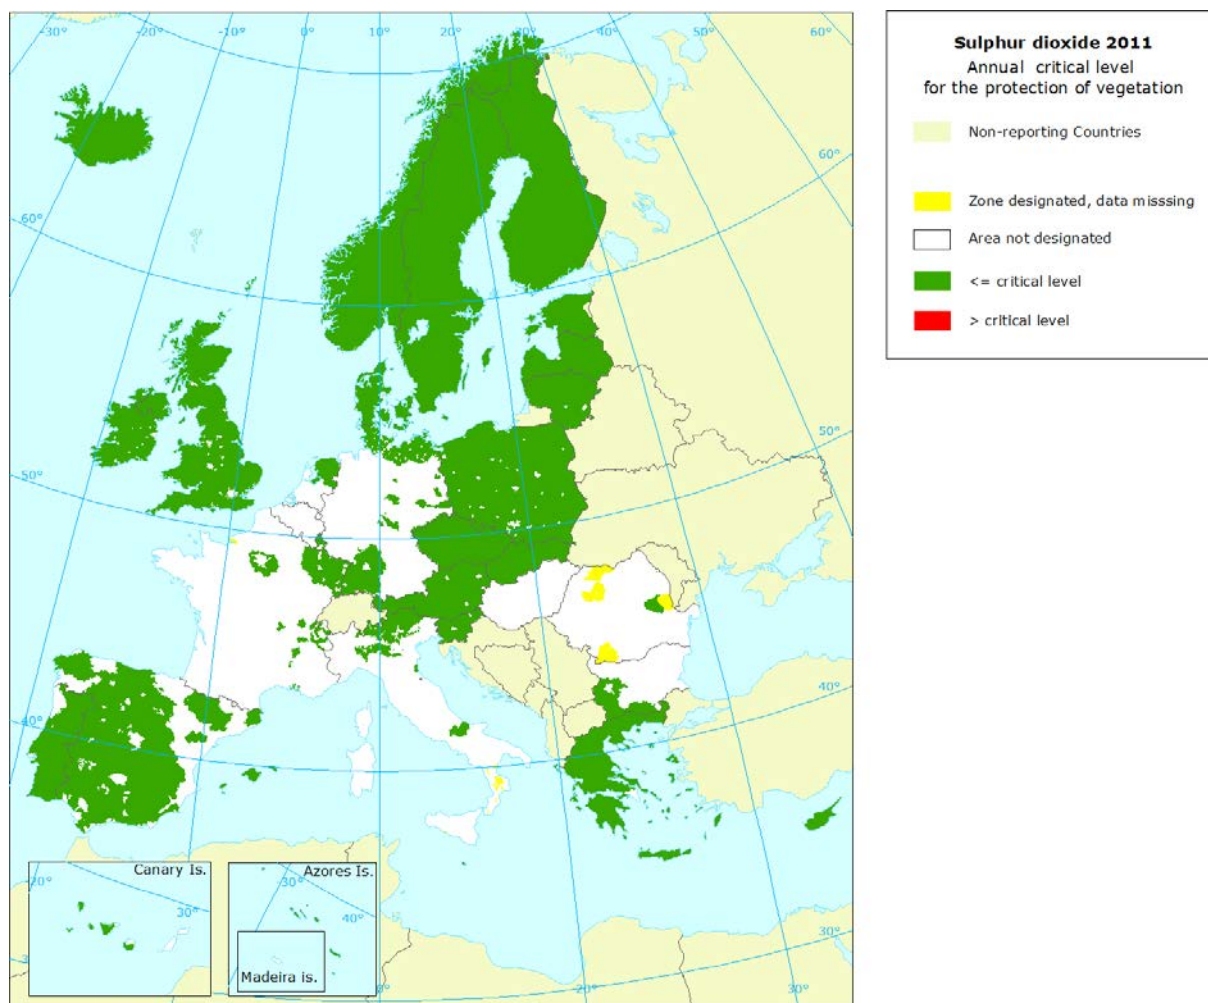 -30°
-20°
-10°
0°
10°
20°
30°
40°
50°
60°
60°
60°
50°
50°
40°
40°
30°
20°
30°
Canary Is.
-20°
30°
Azores Is.
-30°
40°
Madeira is.
Sulphur dioxide 2011
Annual critical level
for the protection of vegetation
Non-reporting Countries
Zone designated, data misssing
Area not designated
<= critical level
> critical level